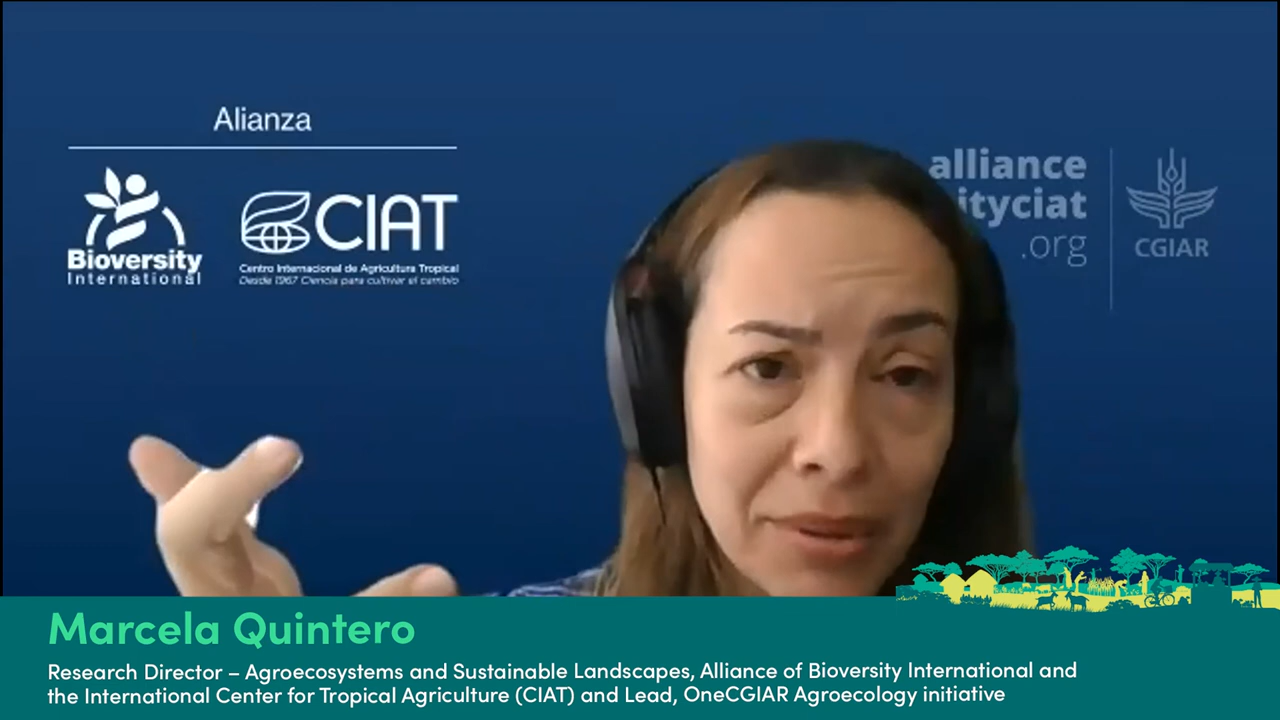 Alianza
Bioversity
International
CIAT
Centro Internacional de Agricultura Tropical
Desde 1967 Ciencia para cultivar el cambio
alliance
ityciat
.org
CGIAR
Marcela Quintero
Research Director – Agroecosystems and Sustainable Landscapes, Alliance of Bioversity International and
the International Center for Tropical Agriculture (CIAT) and Lead, OneCGIAR Agroecology initiative